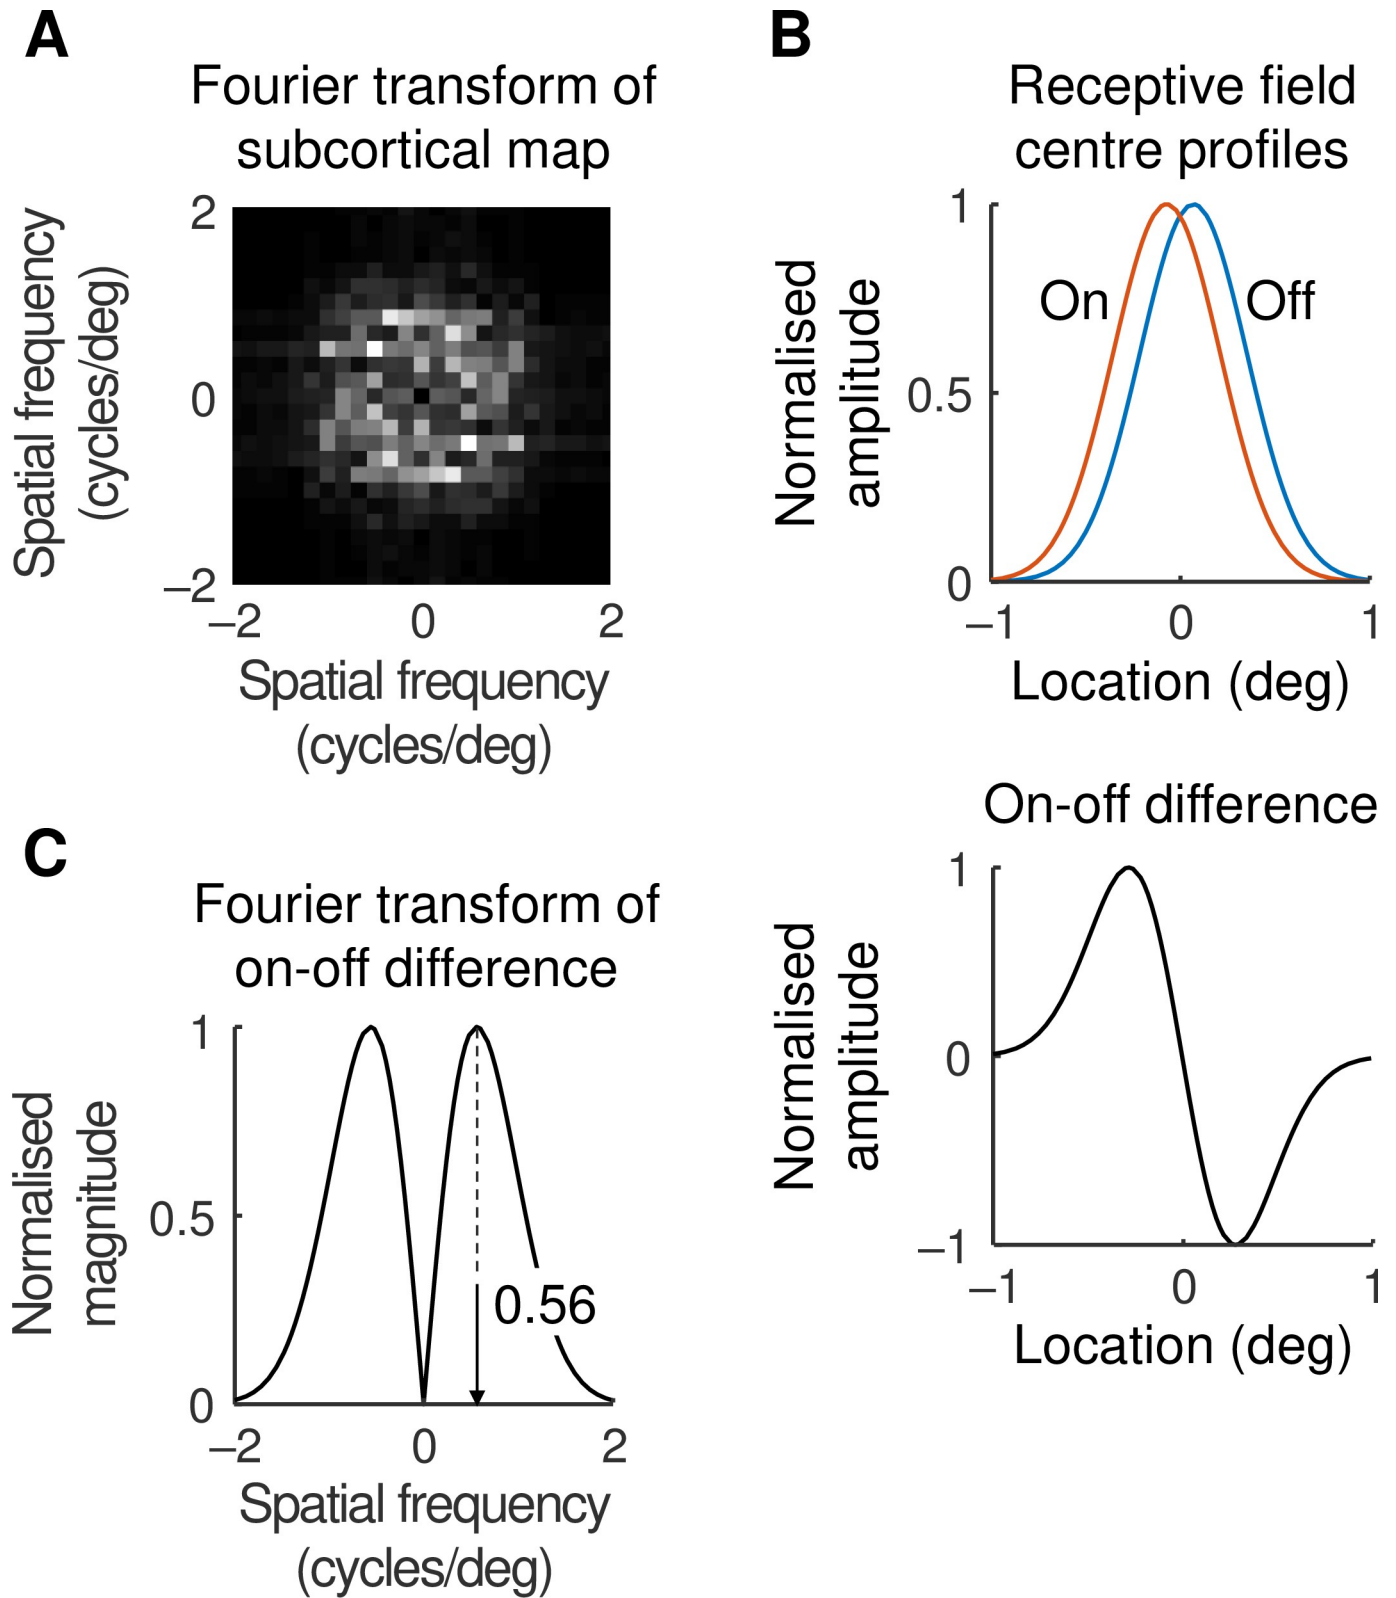 A
Fourier transform of
subcortical map
Spatial frequency
(cycles/deg)
2
0
−2
−2 0 2
Spatial frequency
(cycles/deg)
B
Receptive field
centre profiles
Normalised
amplitude
1
0.5
0
On
Off
−1 0 1
Location (deg)
On-off difference
Normalised
amplitude
1
0
−1
−1 0 1
Location (deg)
C
Fourier transform of
on-off difference
Normalised
magnitude
1
0.5
0
0.56
−2 0 2
Spatial frequency
(cycles/deg)